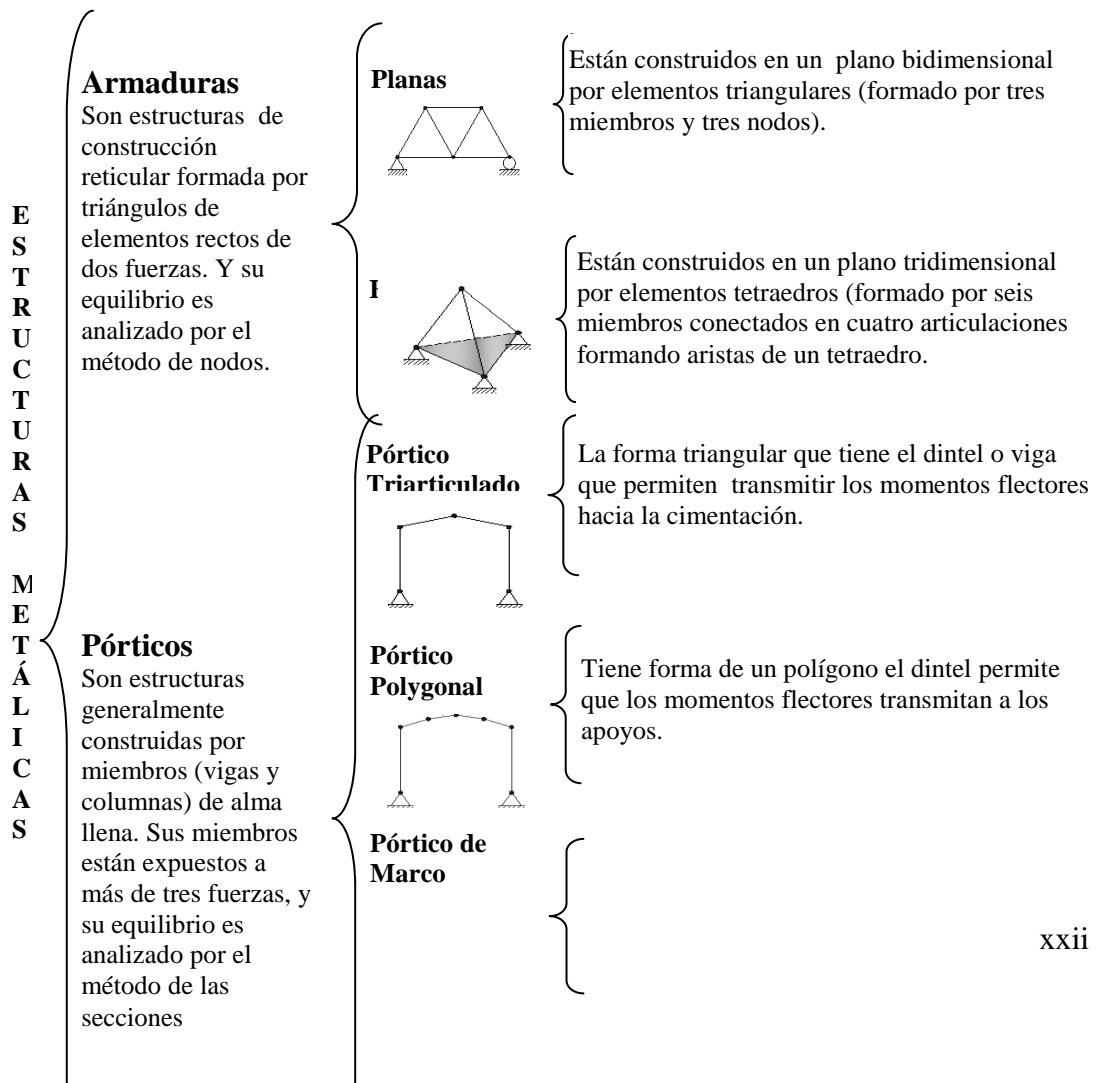 ESTRUCTURAS METÁLICAS
Armaduras
Son estructuras de
construcción
reticular formada por
triángulos de
elementos rectos de
dos fuerzas. Y su
equilibrio es
analizado por el
método de nodos.
Planas
Están construidos en un plano bidimensional
por elementos triangulares (formado por tres
miembros y tres nodos).
Están construidos en un plano tridimensional
por elementos tetraedros (formado por seis
miembros conectados en cuatro articulaciones
formando aristas de un tetraedro.
Pórticos
Son estructuras
generalmente
construidas por
miembros (vigas y
columnas) de alma
llena. Sus miembros
están expuestos a
más de tres fuerzas, y
su equilibrio es
analizado por el
método de las
secciones
Pórtico
Triarticulado
La forma triangular que tiene el dintel o viga
que permiten transmitir los momentos flectores
hacia la cimentación.
Pórtico
Polygonal
Tiene forma de un polígono el dintel permite
que los momentos flectores transmitan a los
apoyos.
Pórtico de
Marco
xxii